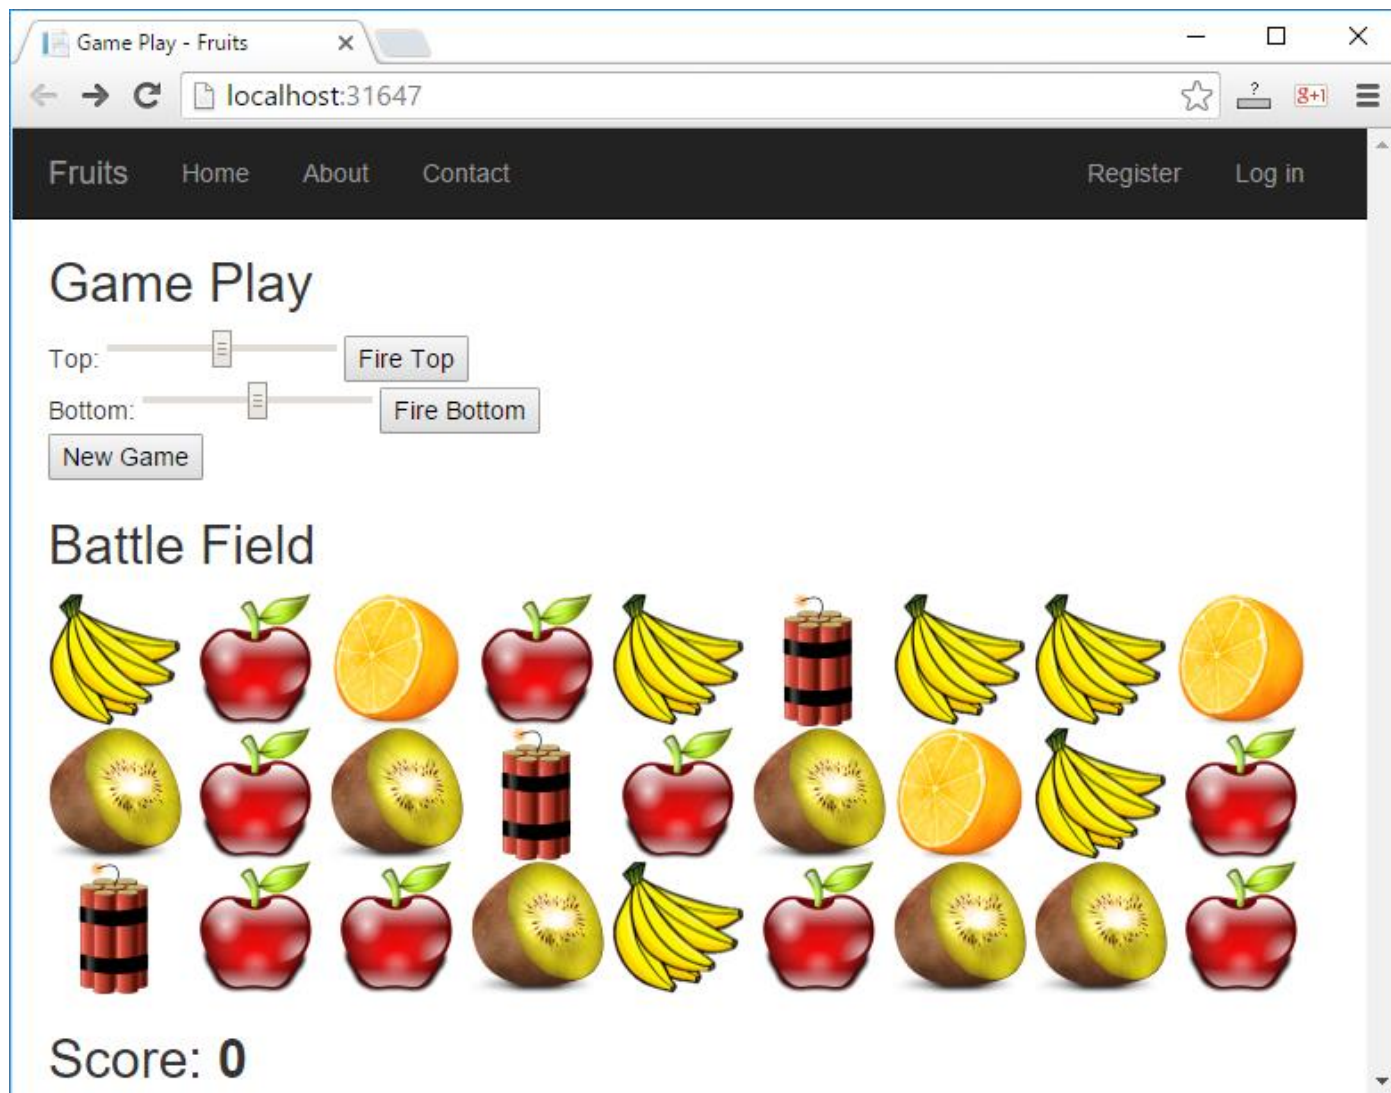 Game Play - Fruits
localhost:31647
?
g+1
Fruits Home About Contact Register Log in
Game Play
Top: Fire Top
Bottom: Fire Bottom
New Game
Battle Field
Score: 0